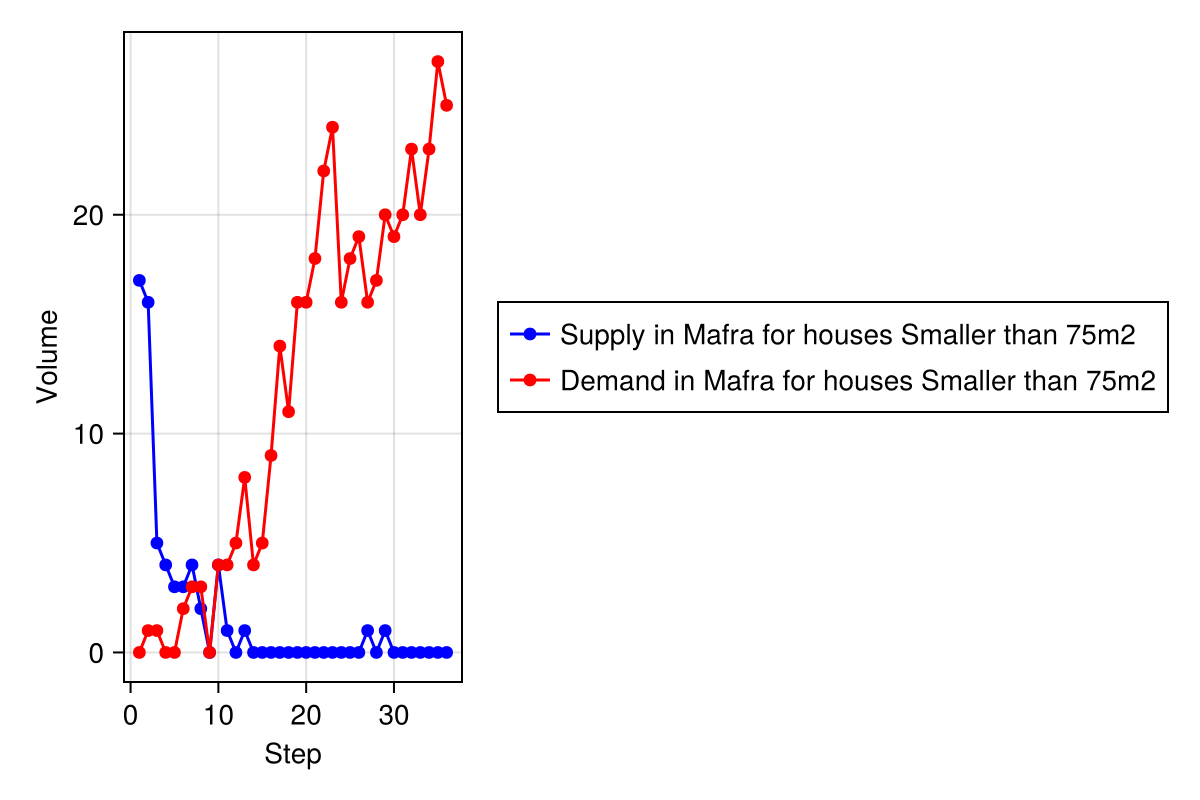 Volume
20
10
0
0 10 20 30
Step
Supply in Mafra for houses Smaller than 75m2
Demand in Mafra for houses Smaller than 75m2